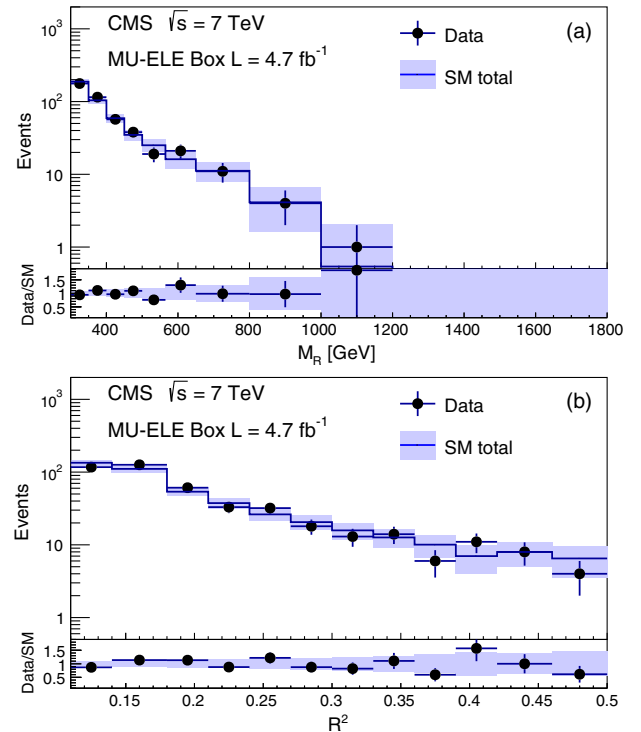 CMS √s = 7 TeV
(a)
MU-ELE Box L = 4.7 fb⁻¹
Data
SM total
Events
10³
10²
10
1
Data/SM
1.5
0.5
400 600 800 1000 1200 1400 1600 1800
M_R [GeV]
CMS √s = 7 TeV
(b)
MU-ELE Box L = 4.7 fb⁻¹
Data
SM total
Events
10³
10²
10
1
Data/SM
1.5
0.5
0.15 0.2 0.25 0.3 0.35 0.4 0.45 0.5
R²